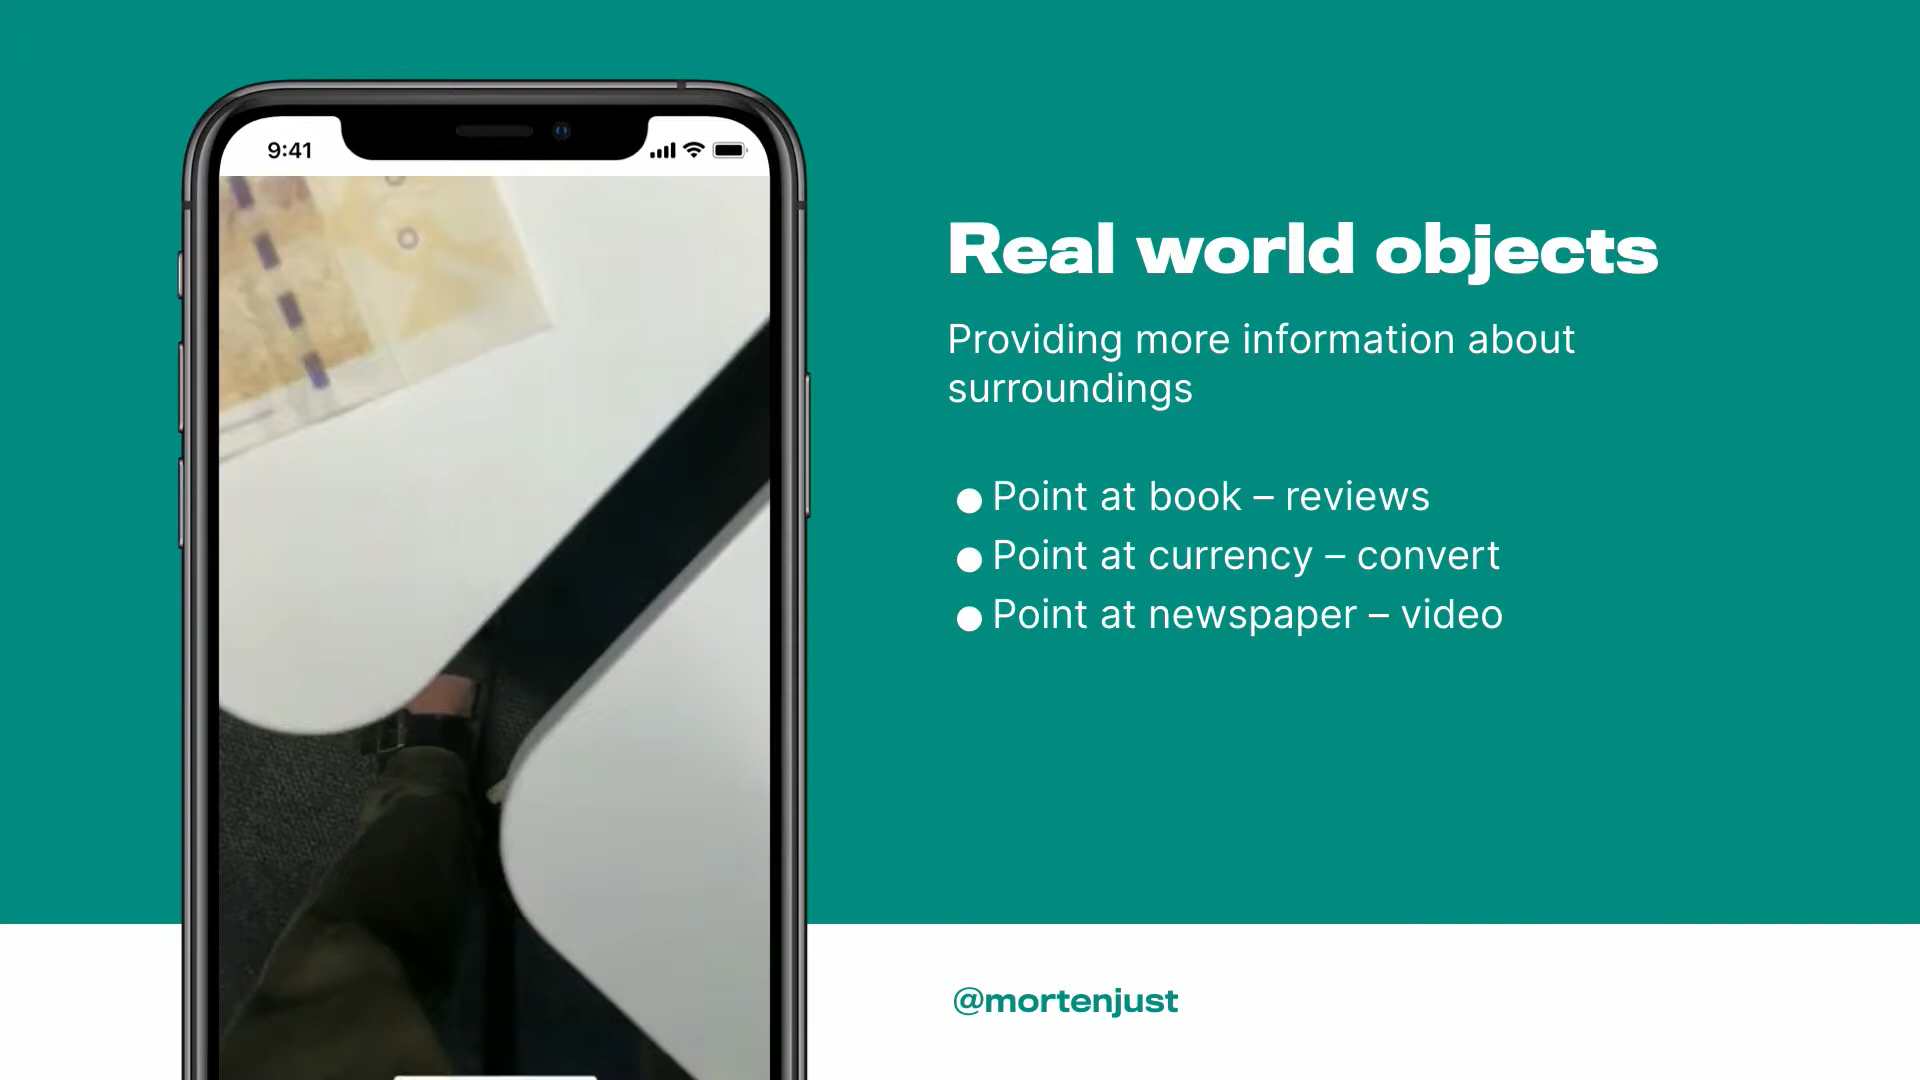 9:41
Real world objects
Providing more information about
surroundings
● Point at book – reviews
● Point at currency – convert
● Point at newspaper – video
@mortenjust